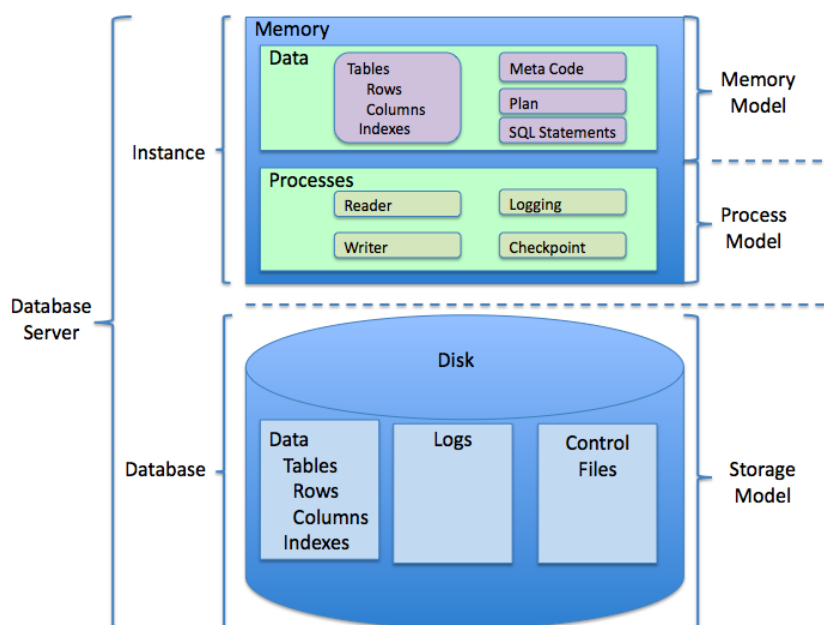 Memory
Data
Tables
Rows
Columns
Indexes
Meta Code
Plan
SQL Statements
Memory
Model
Instance
Processes
Reader
Writer
Logging
Checkpoint
Process
Model
Database
Server
Disk
Data
Tables
Rows
Columns
Indexes
Logs
Control
Files
Database
Storage
Model